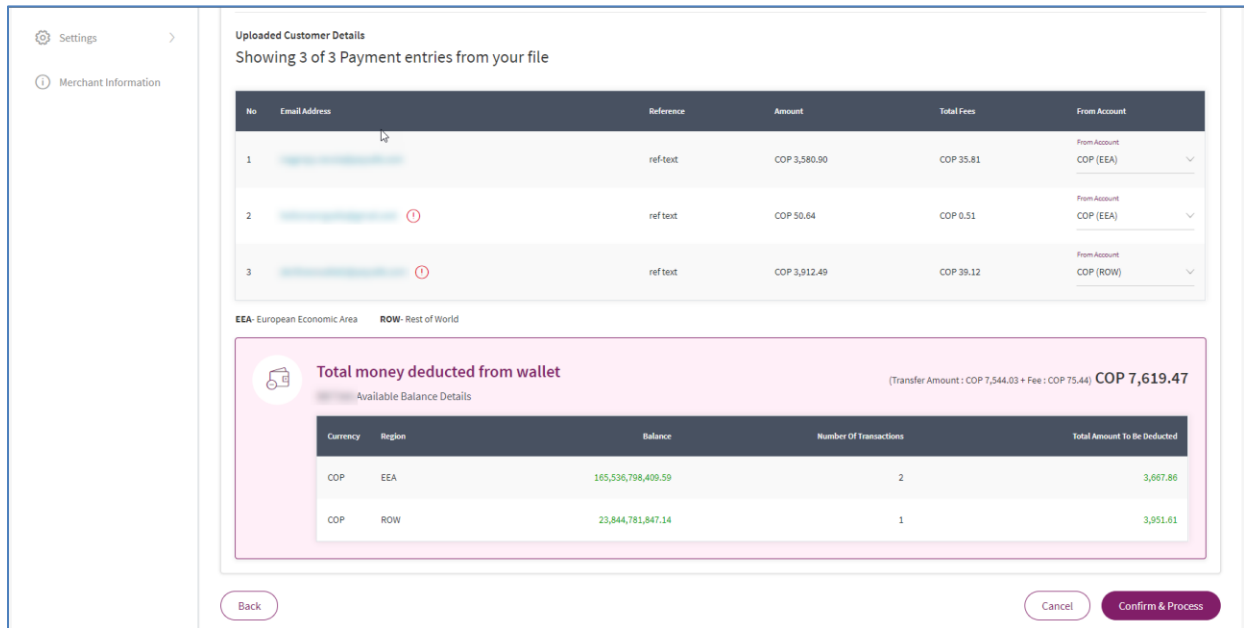 Settings
Merchant Information
Uploaded Customer Details
Showing 3 of 3 Payment entries from your file
No Email Address Reference Amount Total Fees From Account
From Account
1 ref-text COP 3,580.90 COP 35.81 COP (EEA)
From Account
2 ref text COP 50.64 COP 0.51 COP (EEA)
From Account
3 ref text COP 3,912.49 COP 39.12 COP (ROW)
EEA- European Economic Area ROW- Rest of World
Total money deducted from wallet
(Transfer Amount : COP 7,544.03 + Fee : COP 75.44) COP 7,619.47
Available Balance Details
Currency Region Balance Number Of Transactions Total Amount To Be Deducted
COP EEA 165,536,798,409.59 2 3,667.86
COP ROW 23,844,781,847.14 1 3,951.61
Back Cancel Confirm & Process